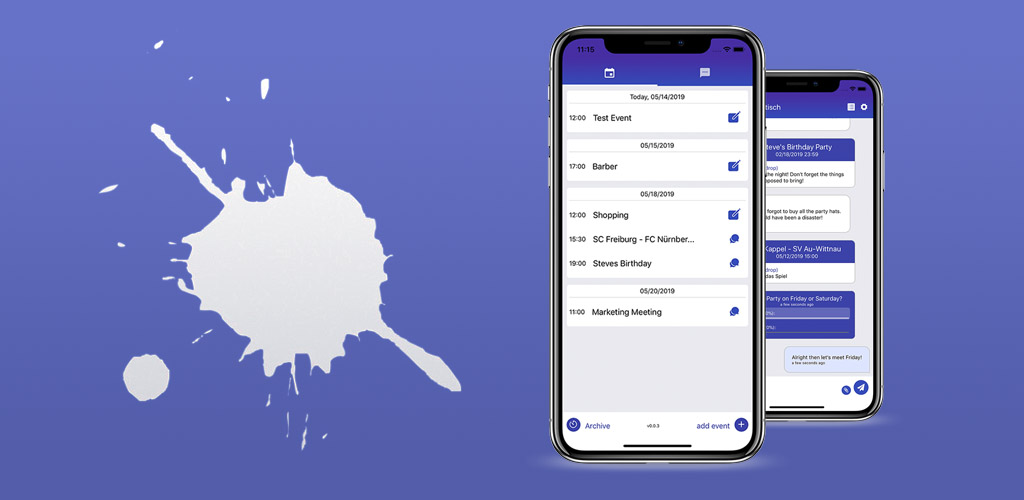 11:15
Today, 05/14/2019
12:00 Test Event
05/15/2019
17:00 Barber
05/18/2019
12:00 Shopping
15:30 SC Freiburg - FC Nürnber...
19:00 Steves Birthday
05/20/2019
11:00 Marketing Meeting
Archive v0.0.3 add event
tisch
teve's Birthday Party
02/18/2019 23:59
drop)
he night! Don't forget the things
posed to bring!
forgot to buy all the party hats.
ld have been a disaster!
Kappel - SV Au-Wittnau
05/12/2019 15:00
drop)
das Spiel
Party on Friday or Saturday?
a few seconds ago
0%:
0%:
Alright then let's meet Friday!
a few seconds ago